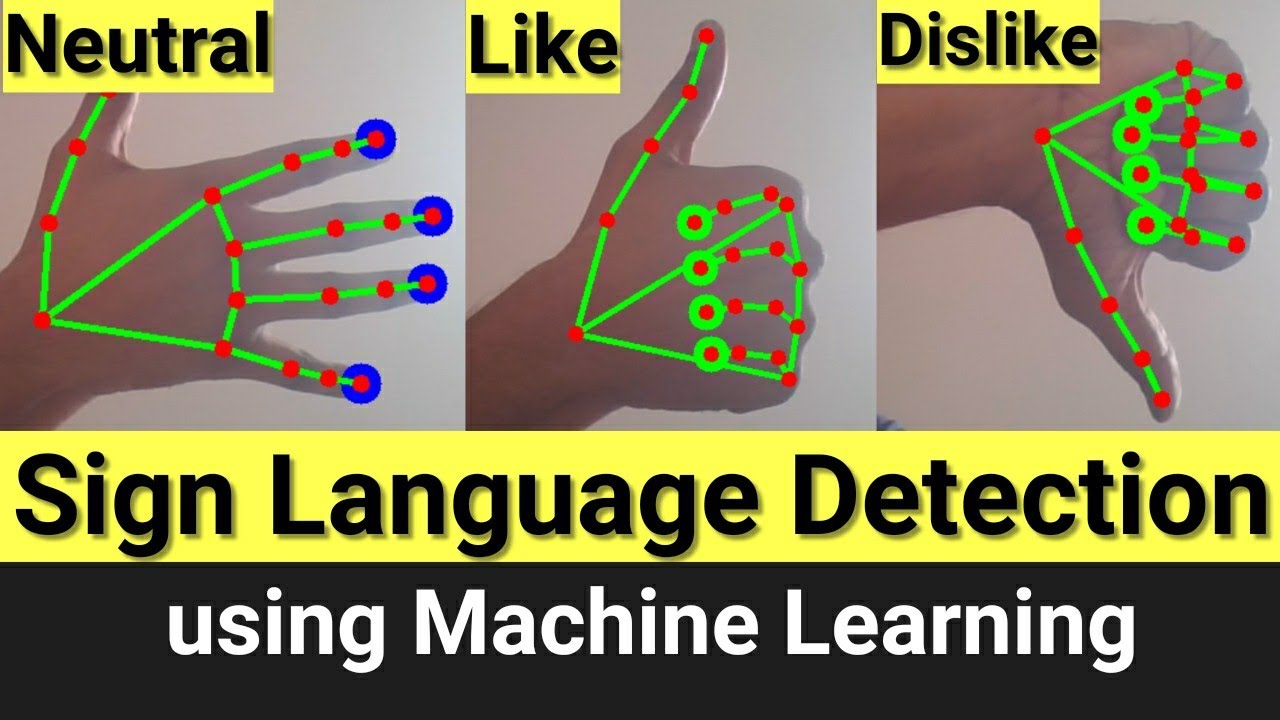 Neutral
Like
Dislike
Sign Language Detection
using Machine Learning